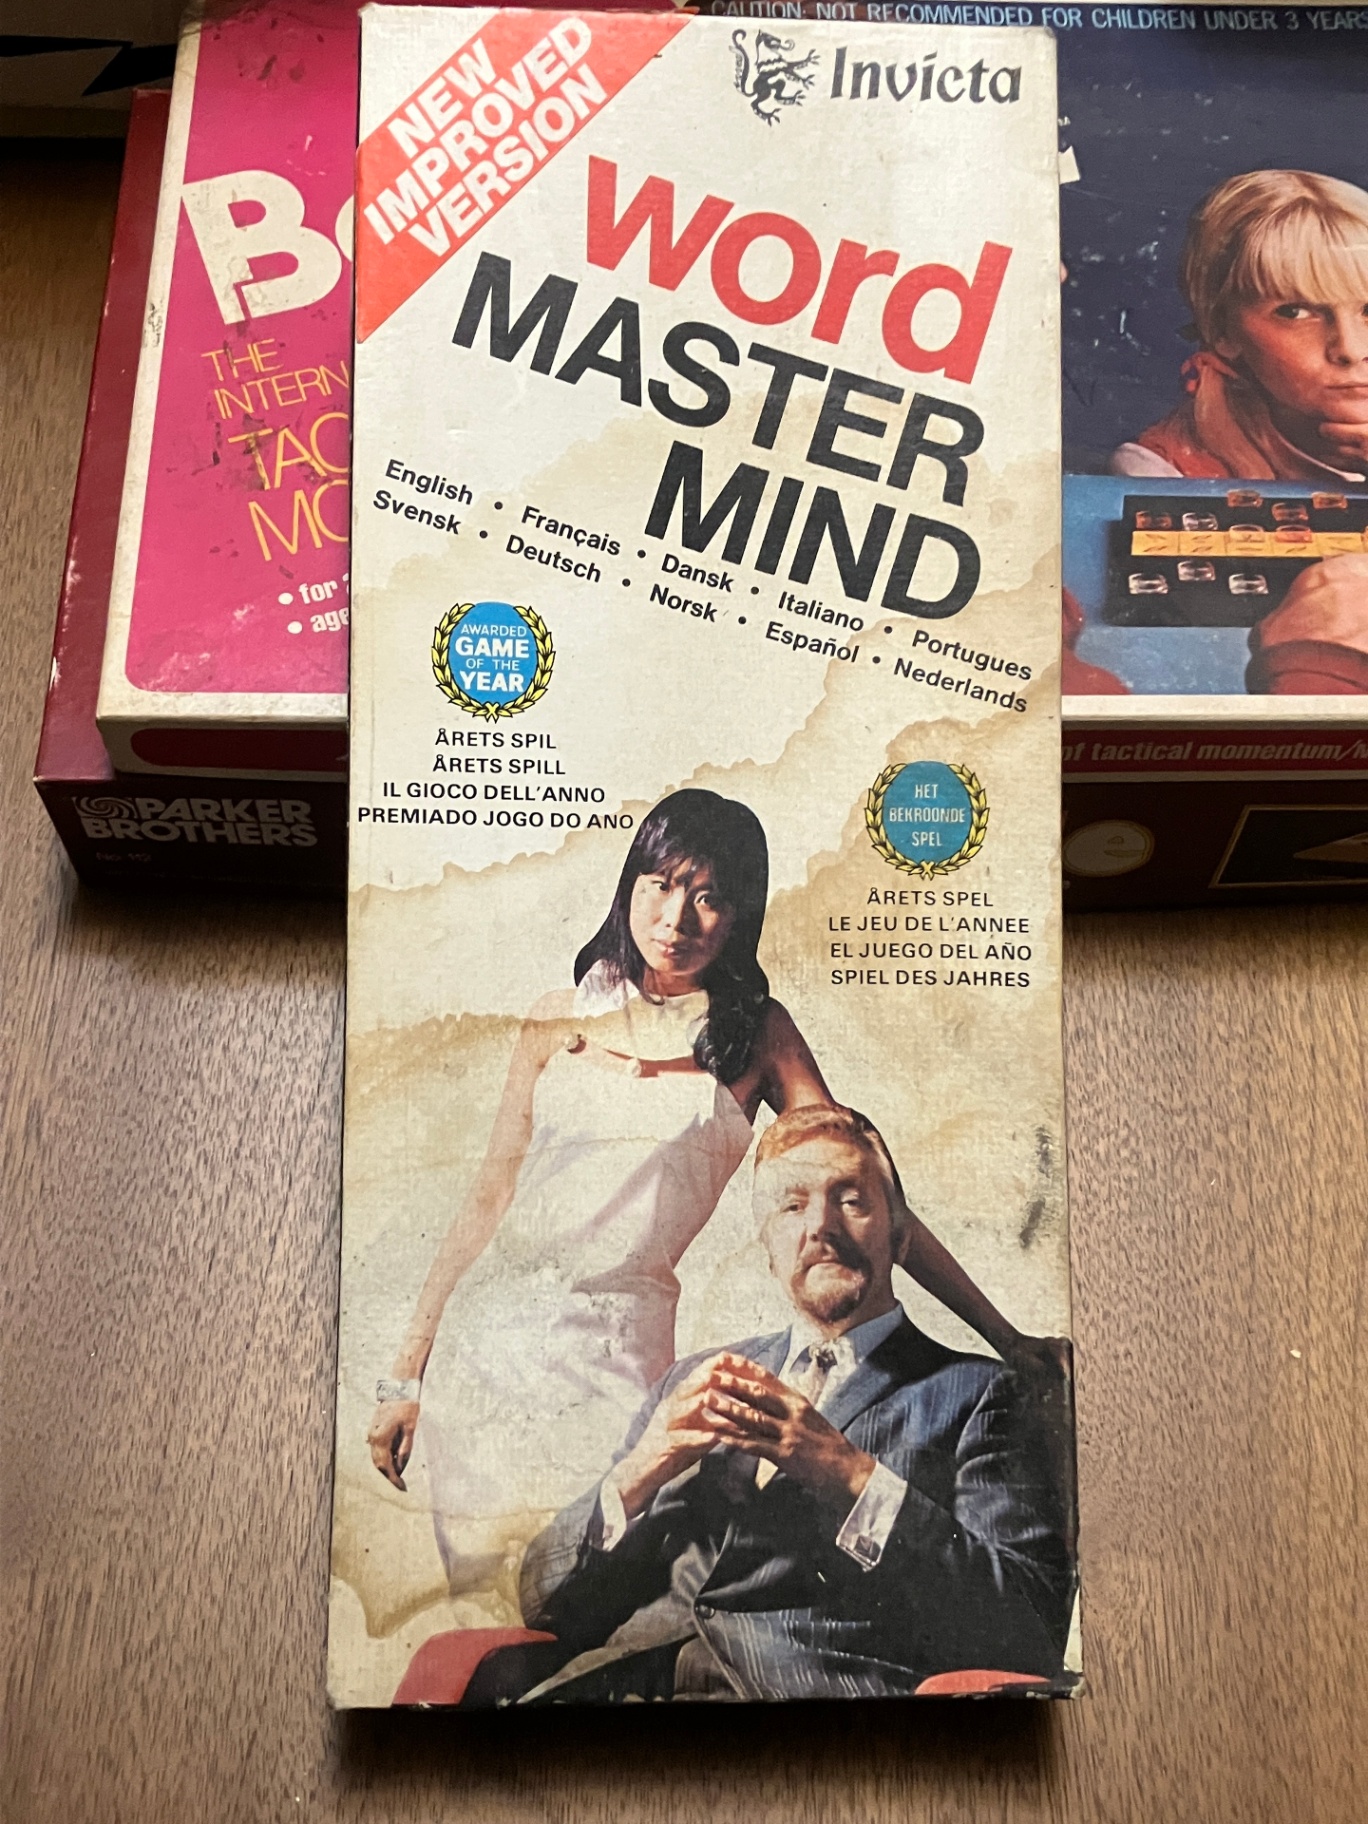 CAUTION: NOT RECOMMENDED FOR CHILDREN UNDER 3 YEARS
NEW
IMPROVED
VERSION
Invicta
word
MASTER
MIND
English • Français • Dansk • Italiano • Portugues
Svensk • Deutsch • Norsk • Español • Nederlands
AWARDED
GAME
OF THE
YEAR
ÅRETS SPIL
ÅRETS SPILL
IL GIOCO DELL'ANNO
PREMIADO JOGO DO ANO
HET
BEKROONDE
SPEL
ÅRETS SPEL
LE JEU DE L'ANNEE
EL JUEGO DEL AÑO
SPIEL DES JAHRES
THE
INTERN
TAC
MO
• for
• age
of tactical momentum/
PARKER
BROTHERS
No. 112